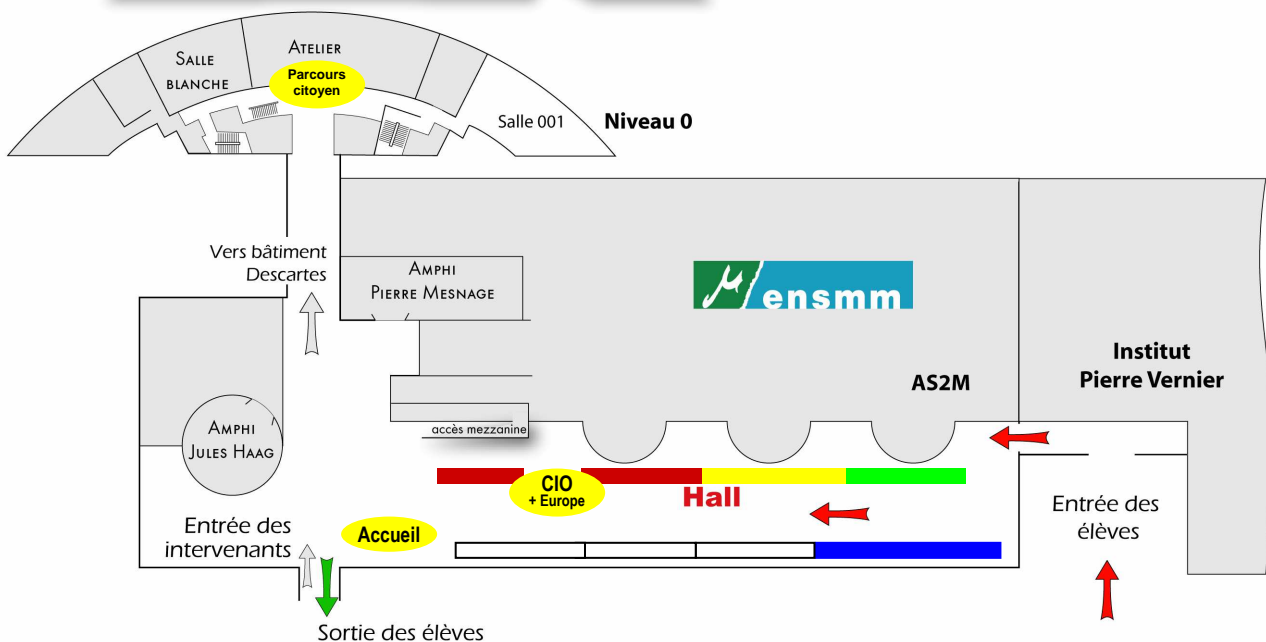 SALLE
BLANCHE
ATELIER
Parcours
citoyen
Salle 001
Niveau 0
Vers bâtiment
Descartes
AMPHI
PIERRE MESNAGE
μ ensmm
Institut
Pierre Vernier
AS2M
AMPHI
JULES HAAG
accès mezzanine
CIO
+ Europe
Hall
Entrée des
intervenants
Accueil
Entrée des
élèves
Sortie des élèves